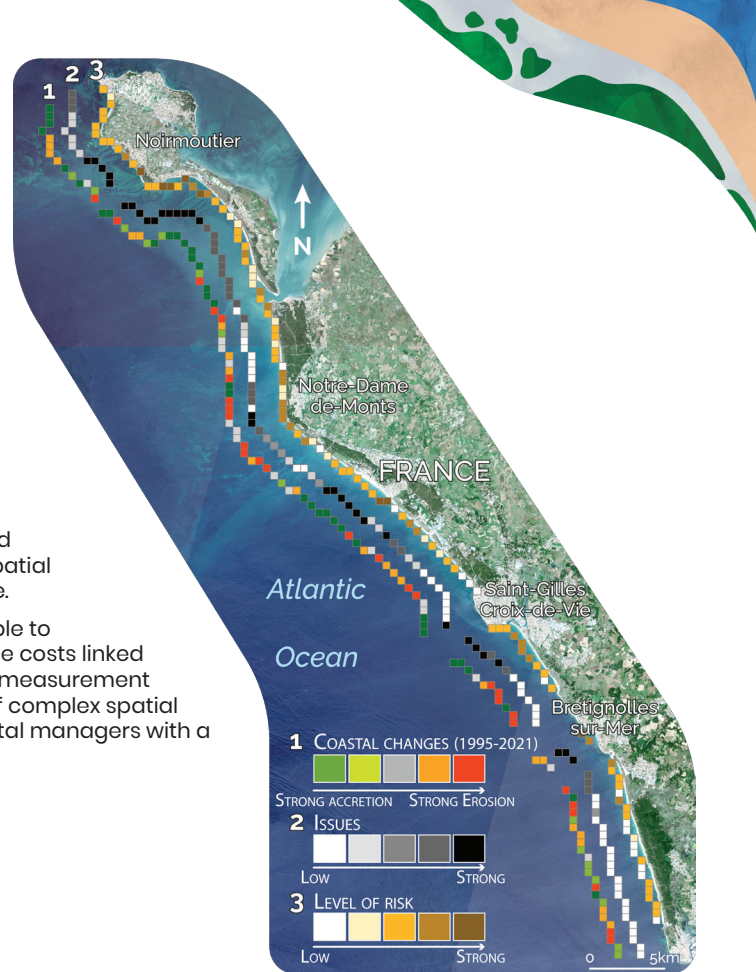 1
2
3
Noirmoutier
N
Notre-Dame
de-Monts
FRANCE
Atlantic
Ocean
Saint-Gilles
Croix-de-Vie
Bretignolles
sur-Mer
patial
e.
ple to
e costs linked
measurement
f complex spatial
tal managers with a
1 COASTAL CHANGES (1995-2021)
STRONG ACCRETION STRONG EROSION
2 ISSUES
LOW STRONG
3 LEVEL OF RISK
LOW STRONG
0 5km